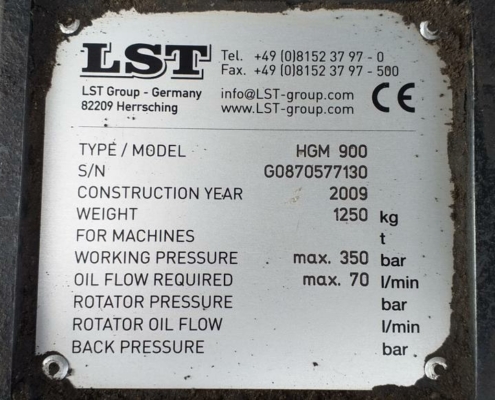 LST
Tel. +49 (0)8152 37 97 - 0
Fax. +49 (0)8152 37 97 - 500
LST Group - Germany
82209 Herrsching
info@LST-group.com
www.LST-group.com
CE
TYPE / MODEL HGM 900
S/N G0870577130
CONSTRUCTION YEAR 2009
WEIGHT 1250 kg
FOR MACHINES t
WORKING PRESSURE max. 350 bar
OIL FLOW REQUIRED max. 70 l/min
ROTATOR PRESSURE bar
ROTATOR OIL FLOW l/min
BACK PRESSURE bar